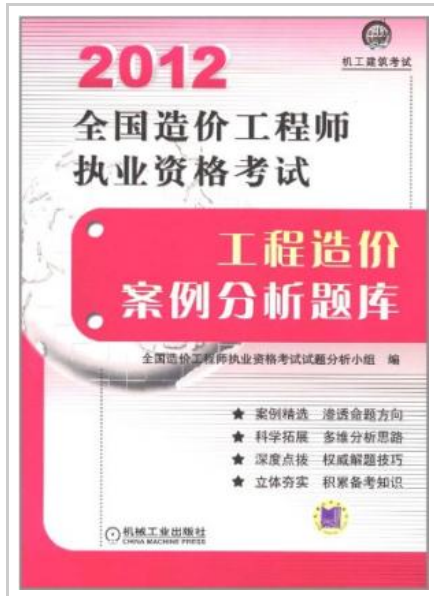 机工建筑考试
2012
全国造价工程师
执业资格考试
工程造价
案例分析题库
全国造价工程师执业资格考试试题分析小组 编
★ 案例精选 渗透命题方向
★ 科学拓展 多维分析思路
★ 深度点拨 权威解题技巧
★ 立体夯实 积累备考知识
机械工业出版社
CHINA MACHINE PRESS